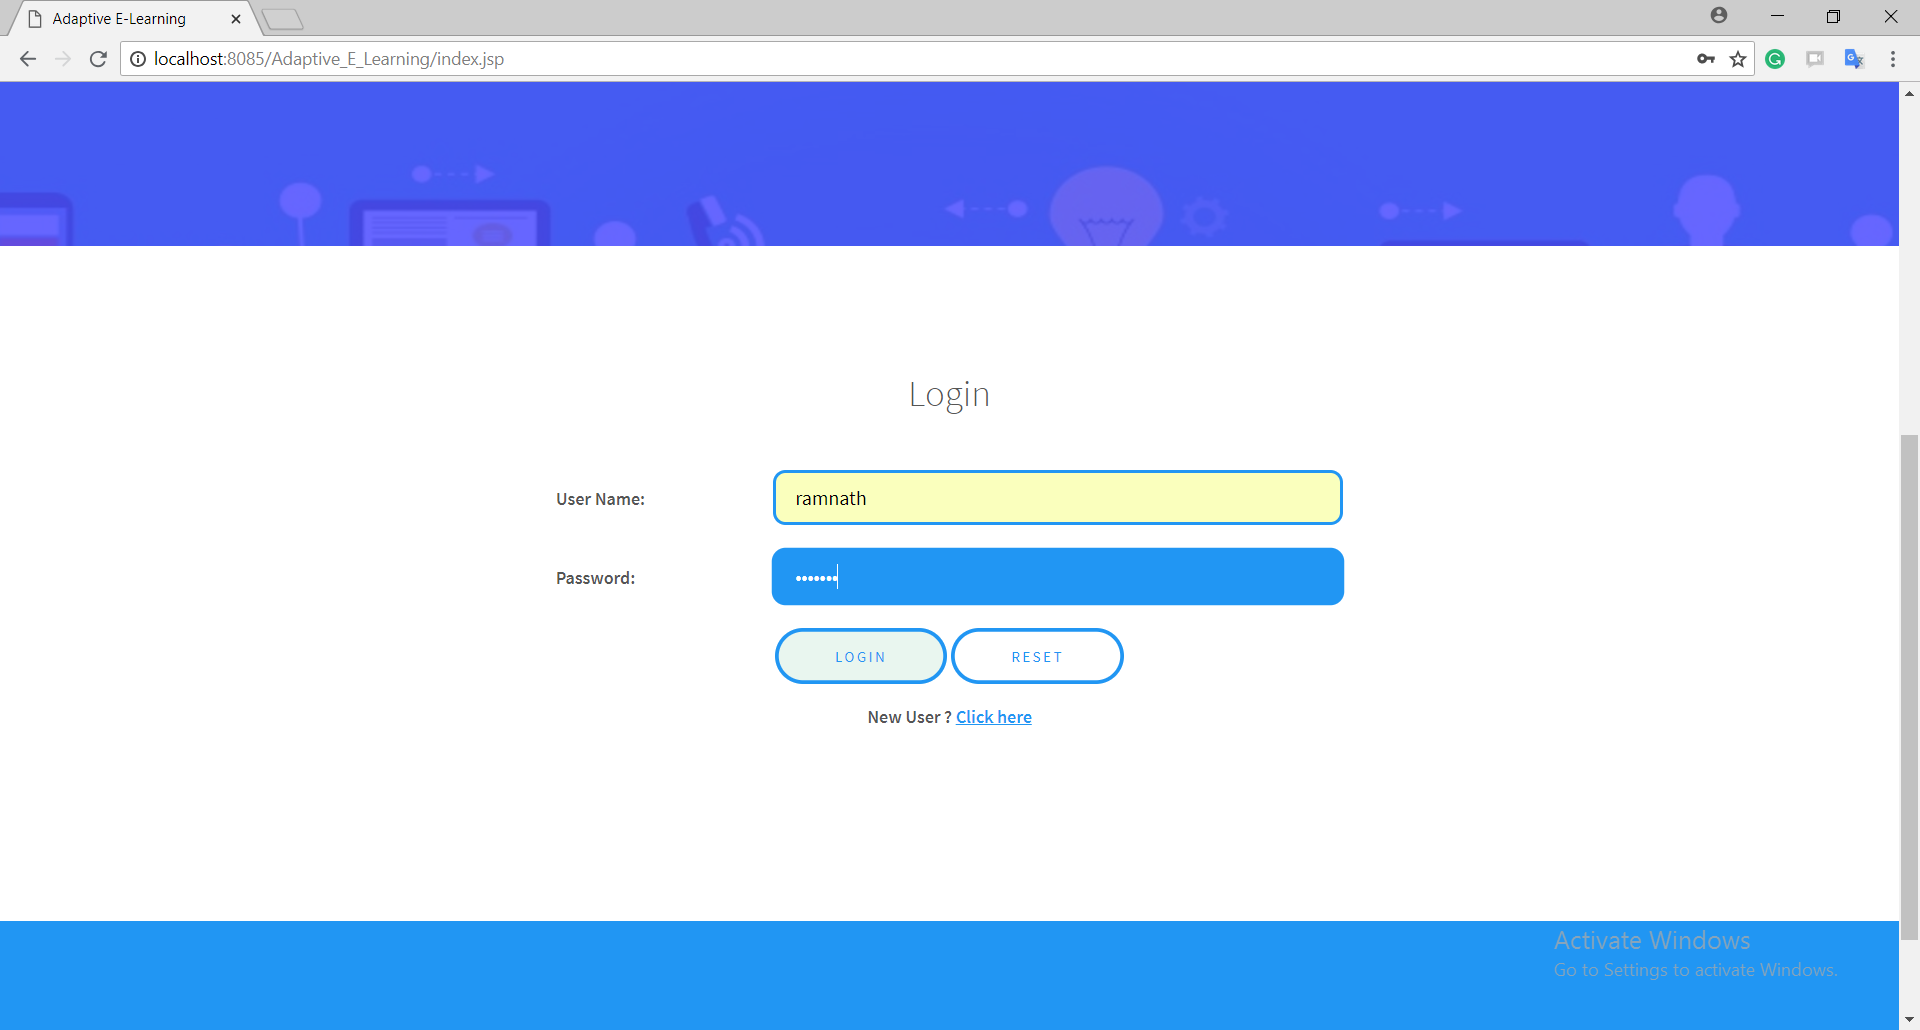 Adaptive E-Learning
localhost:8085/Adaptive_E_Learning/index.jsp
Login
User Name:
ramnath
Password:
•••••••
LOGIN
RESET
New User ? Click here
Activate Windows
Go to Settings to activate Windows.